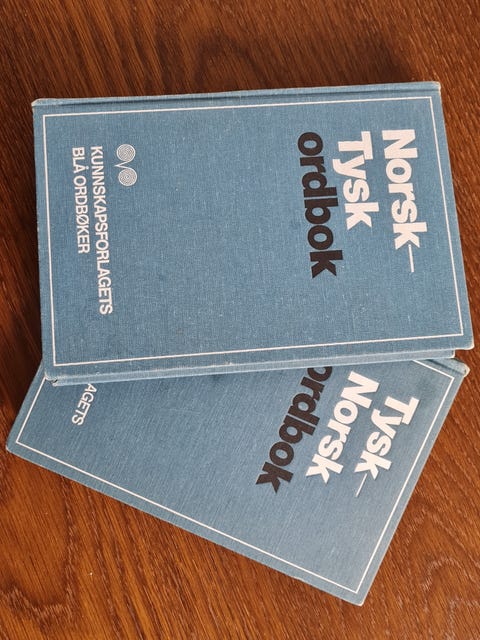 Norsk–
Tysk
ordbok
KUNNSKAPSFORLAGETS
BLÅ ORDBØKER
Tysk–
Norsk
ordbok
AGETS